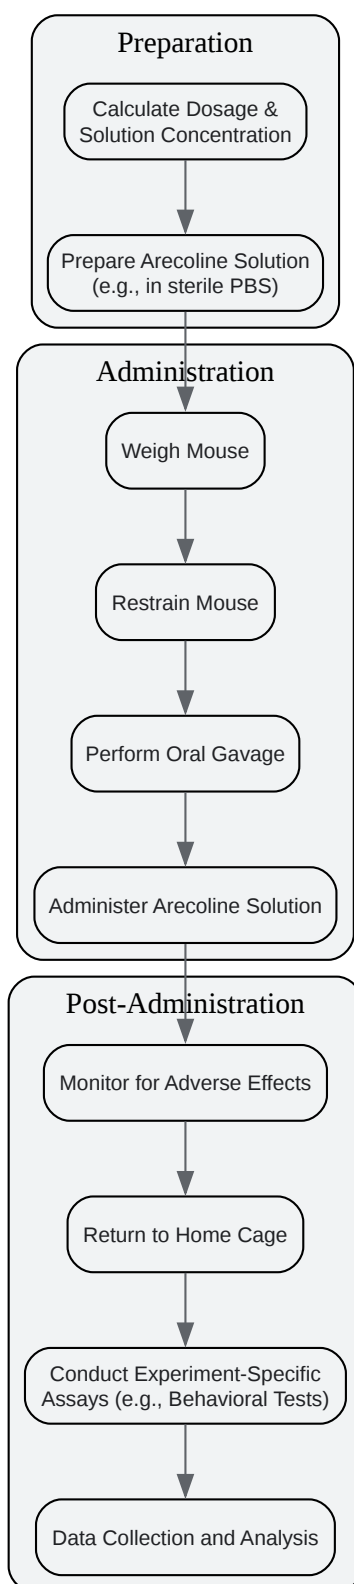 Preparation
Calculate Dosage &
Solution Concentration
Prepare Arecoline Solution
(e.g., in sterile PBS)
Administration
Weigh Mouse
Restrain Mouse
Perform Oral Gavage
Administer Arecoline Solution
Post-Administration
Monitor for Adverse Effects
Return to Home Cage
Conduct Experiment-Specific
Assays (e.g., Behavioral Tests)
Data Collection and Analysis